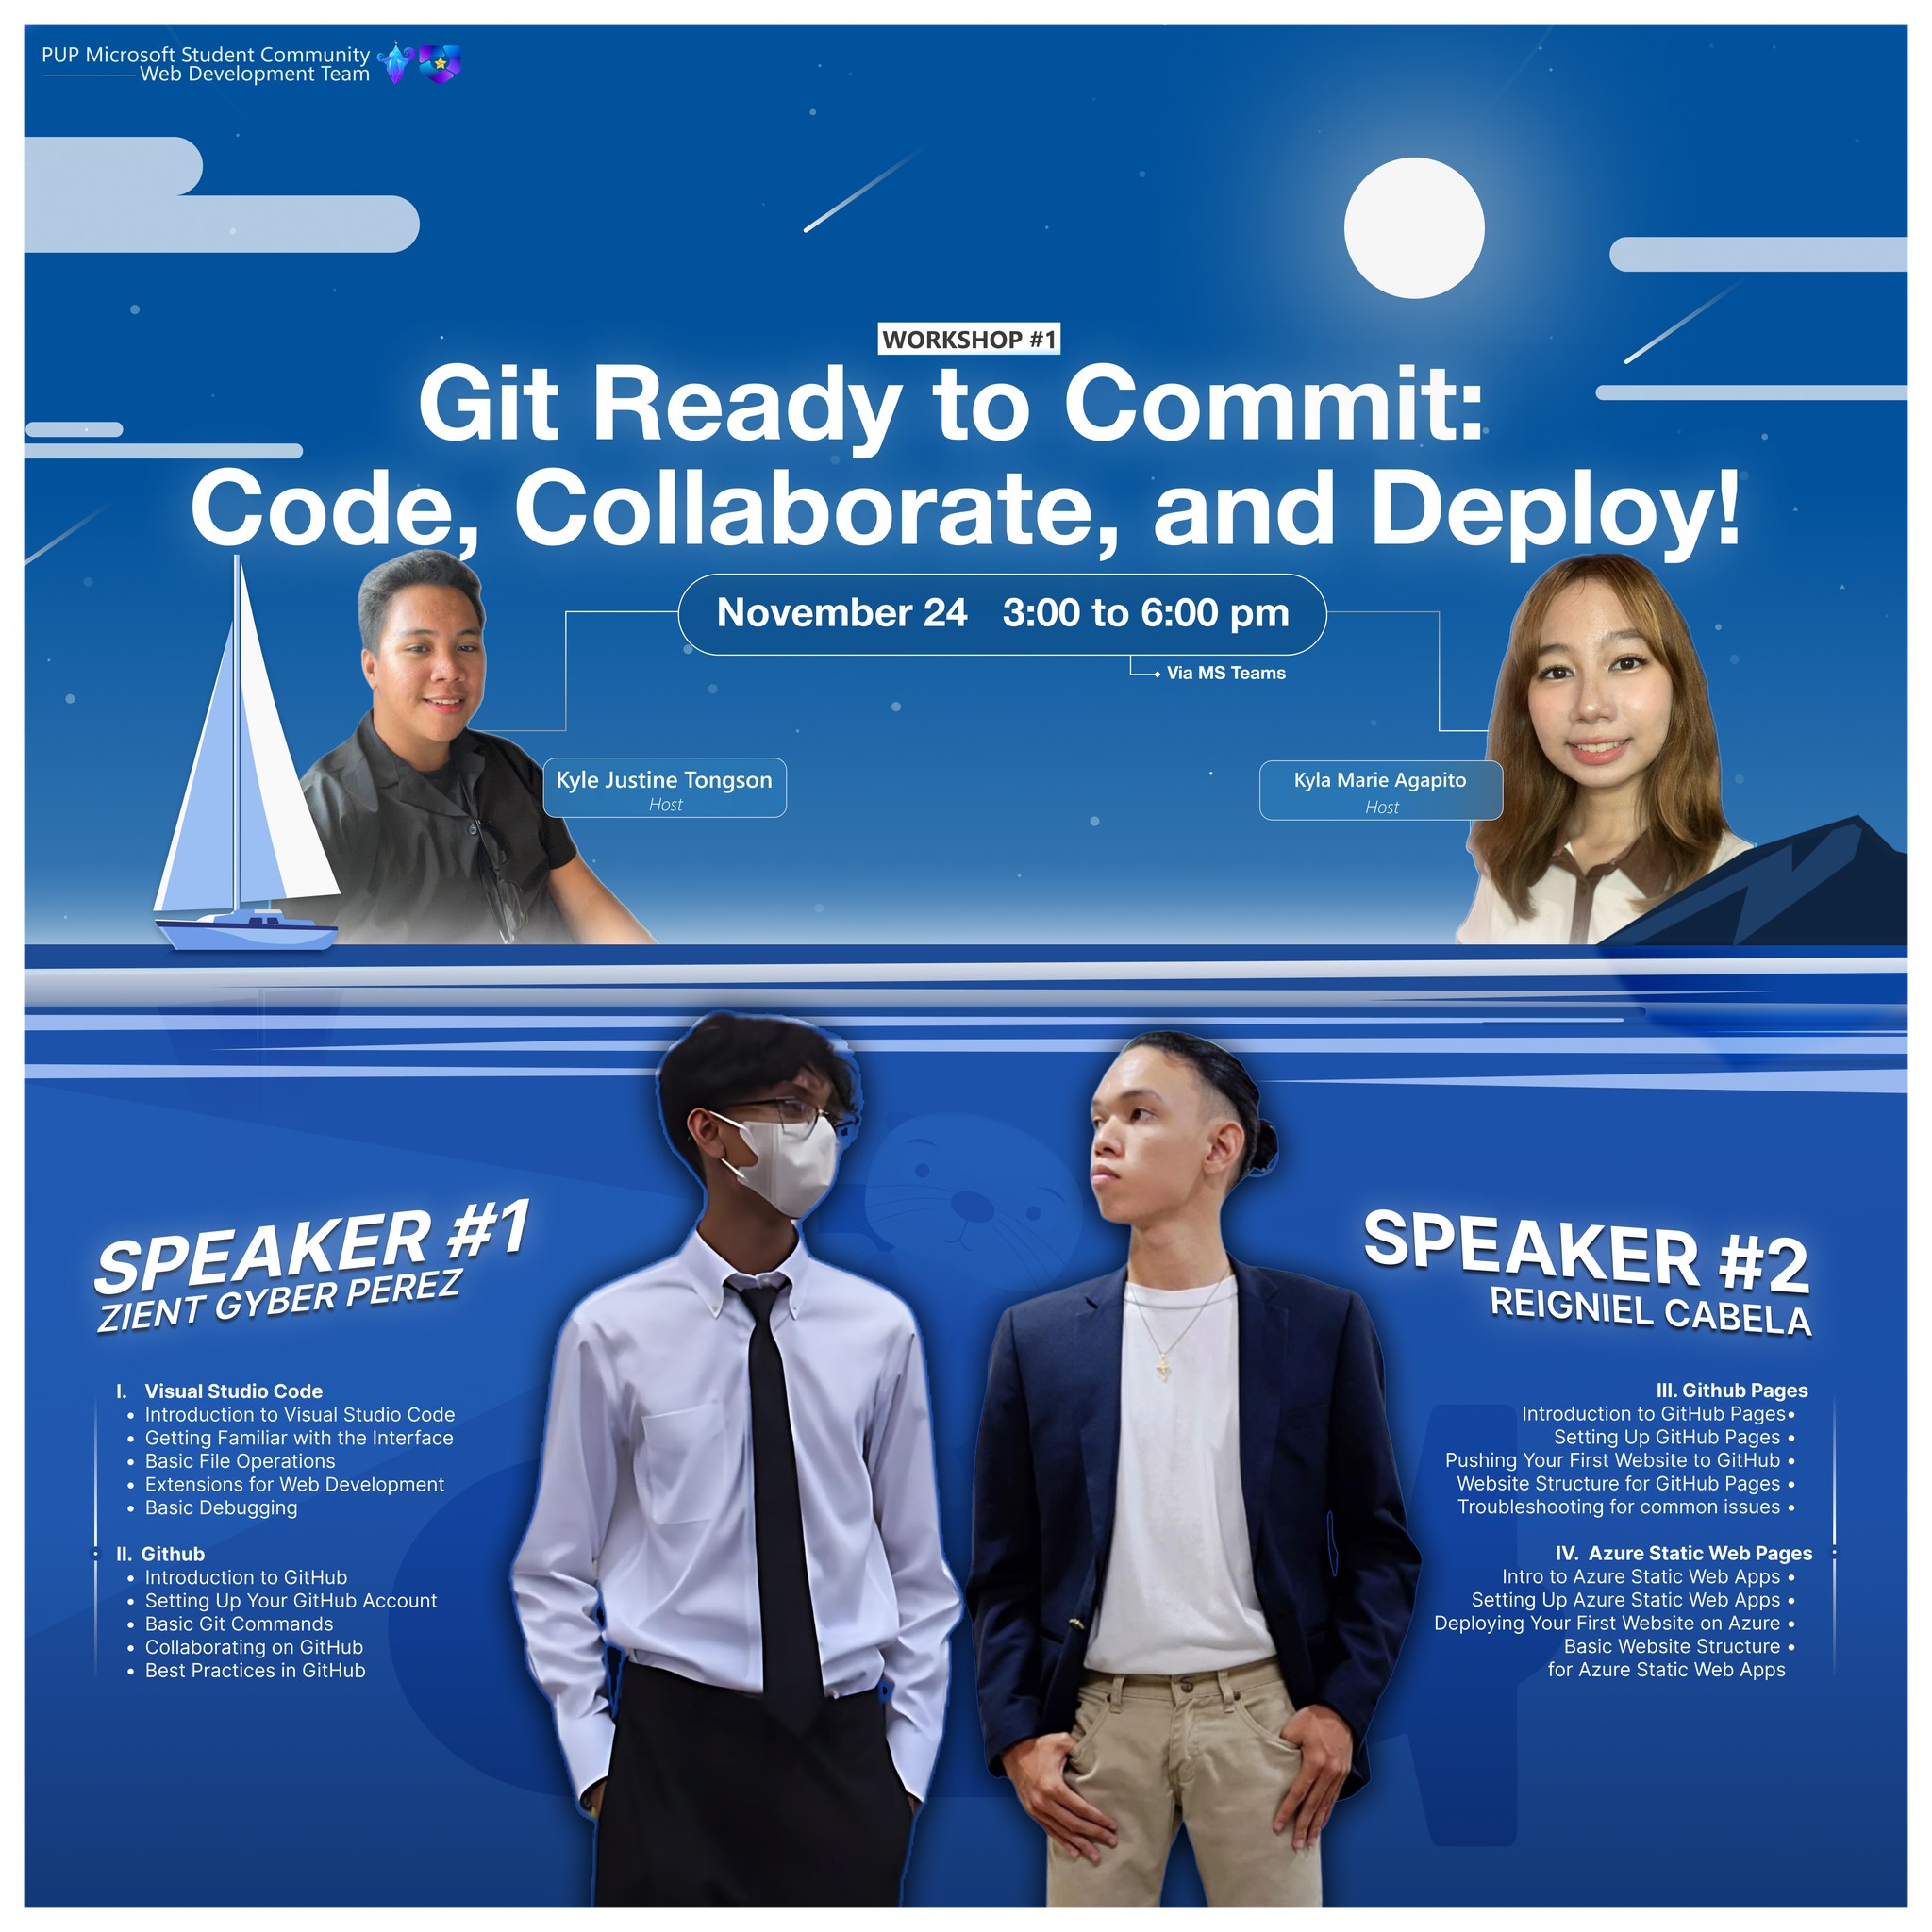 PUP Microsoft Student Community
Web Development Team
WORKSHOP #1
Git Ready to Commit:
Code, Collaborate, and Deploy!
November 24 3:00 to 6:00 pm
Via MS Teams
Kyle Justine Tongson
Host
Kyla Marie Agapito
Host
SPEAKER #1
ZIENT GYBER PEREZ
I. Visual Studio Code
• Introduction to Visual Studio Code
• Getting Familiar with the Interface
• Basic File Operations
• Extensions for Web Development
• Basic Debugging
II. Github
• Introduction to GitHub
• Setting Up Your GitHub Account
• Basic Git Commands
• Collaborating on GitHub
• Best Practices in GitHub
SPEAKER #2
REIGNIEL CABELA
III. Github Pages
Introduction to GitHub Pages•
Setting Up GitHub Pages •
Pushing Your First Website to GitHub •
Website Structure for GitHub Pages •
Troubleshooting for common issues •
IV. Azure Static Web Pages
Intro to Azure Static Web Apps •
Setting Up Azure Static Web Apps •
Deploying Your First Website on Azure •
Basic Website Structure •
for Azure Static Web Apps